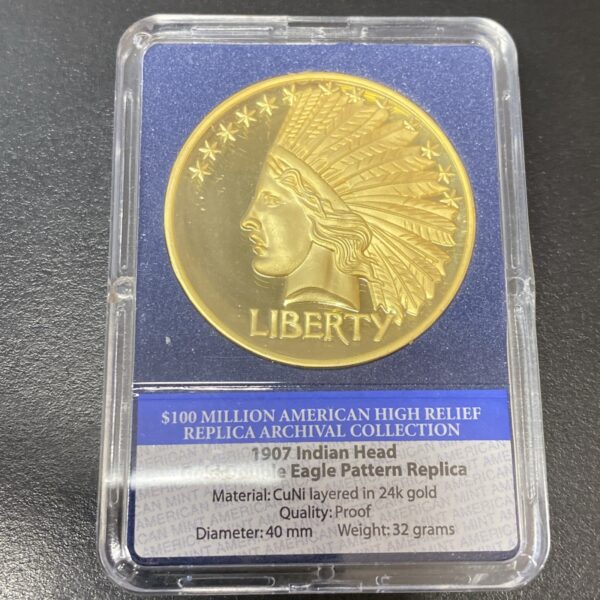 LIBERTY
$100 MILLION AMERICAN HIGH RELIEF
REPLICA ARCHIVAL COLLECTION
1907 Indian Head
Eagle Pattern Replica
Material: CuNi layered in 24k gold
Quality: Proof
Diameter: 40 mm Weight: 32 grams